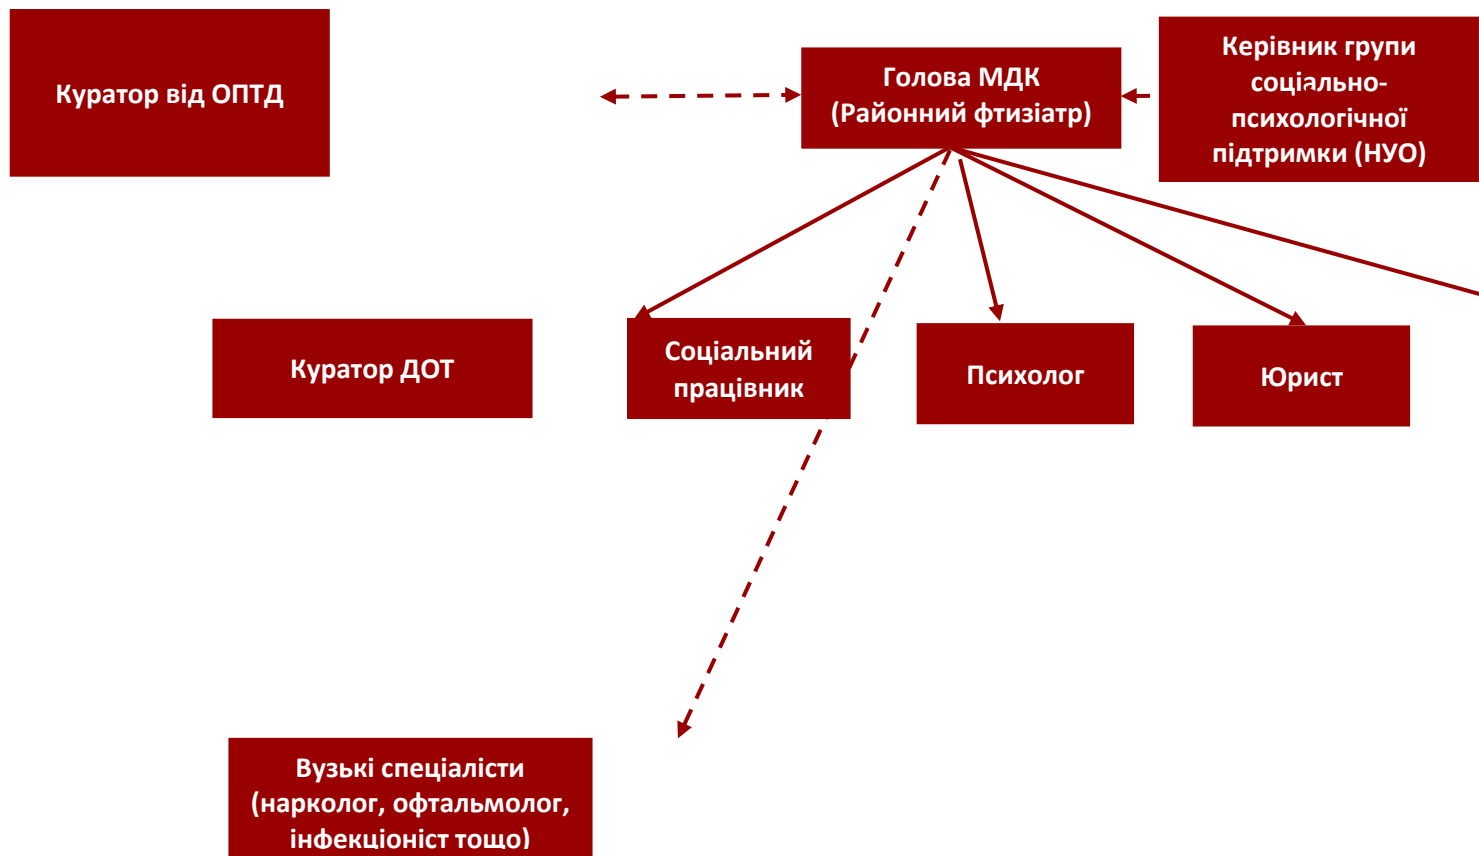 Куратор від ОПТД
Голова МДК
(Районний фтизіатр)
Керівник групи
соціально-
психологічної
підтримки (НУО)
Куратор ДОТ
Соціальний
працівник
Психолог
Юрист
Вузькі спеціалісти
(нарколог, офтальмолог,
інфекціоніст тощо)